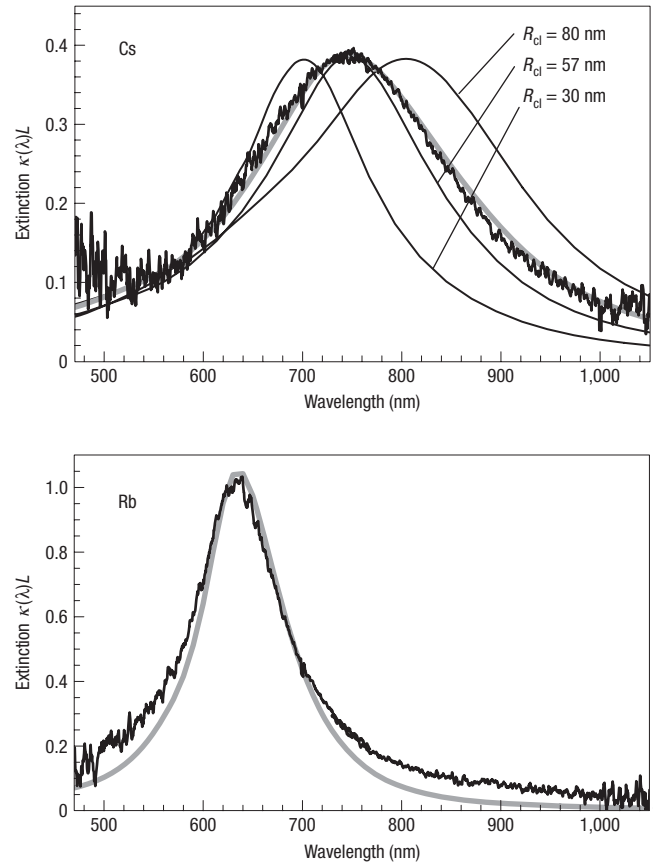 Cs
R_cl = 80 nm
R_cl = 57 nm
R_cl = 30 nm
Extinction κ(λ)L
0.4
0.3
0.2
0.1
0
500 600 700 800 900 1,000
Wavelength (nm)
Rb
Extinction κ(λ)L
1.0
0.8
0.6
0.4
0.2
0
500 600 700 800 900 1,000
Wavelength (nm)